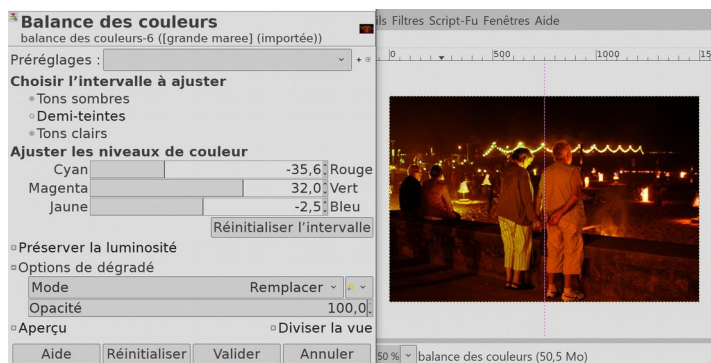 Balance des couleurs
balance des couleurs-6 ([grande maree] (importée))
Préréglages :
Choisir l’intervalle à ajuster
Tons sombres
Demi-teintes
Tons clairs
Ajuster les niveaux de couleur
Cyan -35,6 Rouge
Magenta 32,0 Vert
Jaune -2,5 Bleu
Réinitialiser l’intervalle
Préserver la luminosité
Options de dégradé
Mode Remplacer
Opacité 100,0
Aperçu Diviser la vue
Aide Réinitialiser Valider Annuler
ils Filtres Script-Fu Fenêtres Aide
0 500 1000 15
50 % balance des couleurs (50,5 Mo)